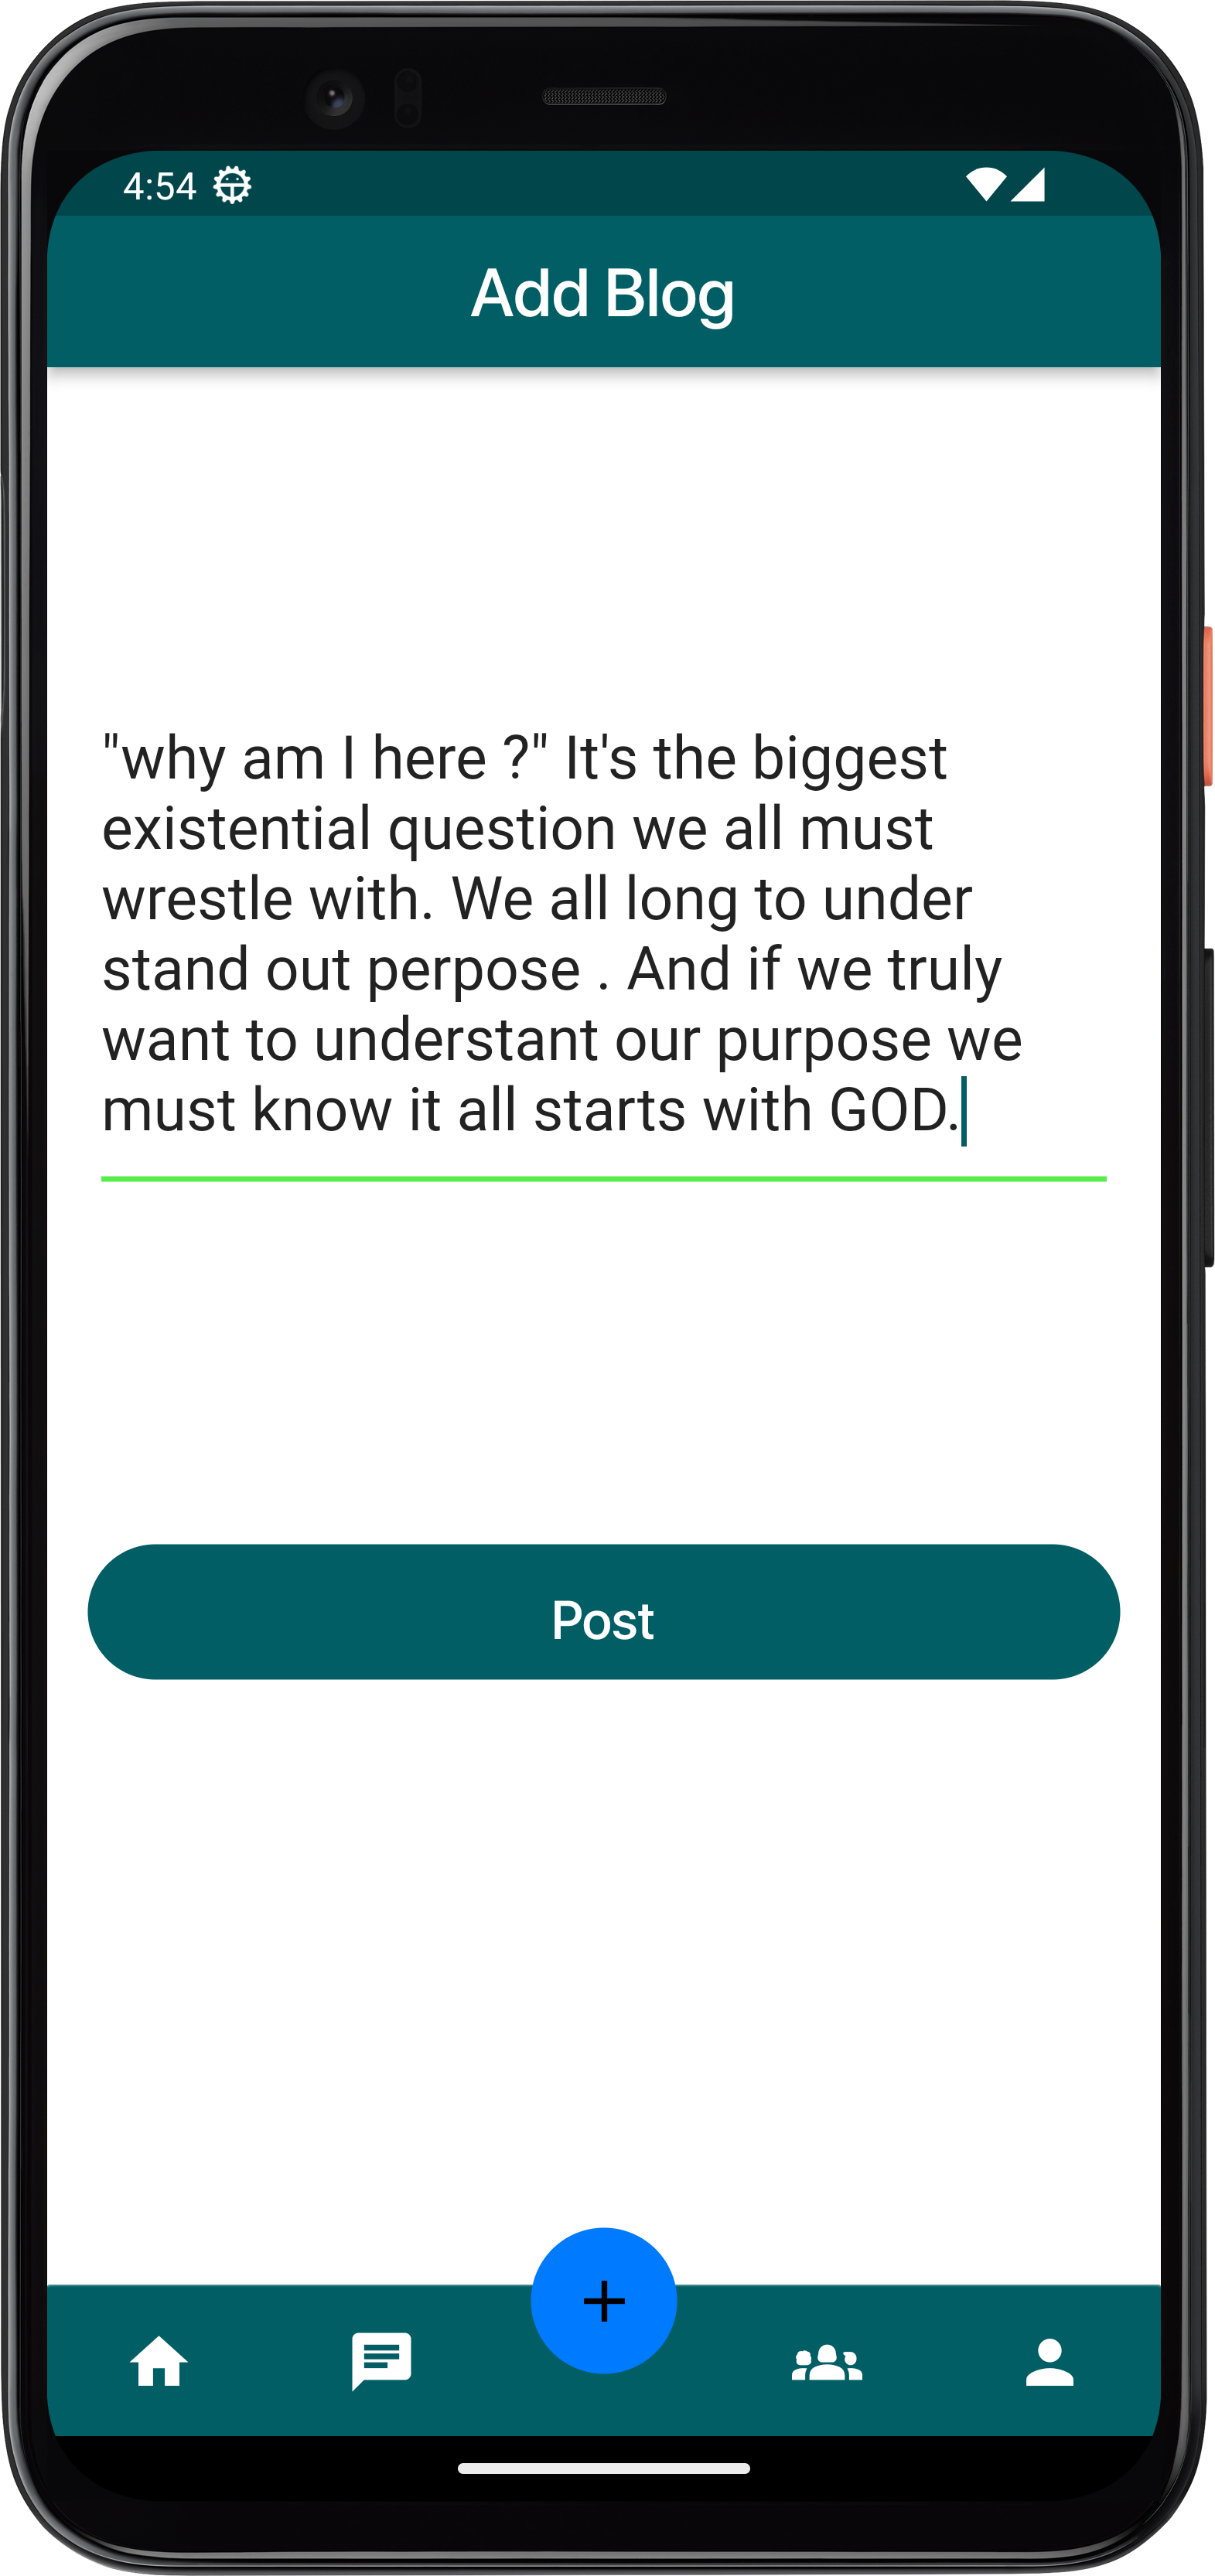 4:54
Add Blog
"why am I here ?" It's the biggest
existential question we all must
wrestle with. We all long to under
stand out perpose . And if we truly
want to understant our purpose we
must know it all starts with GOD.
Post